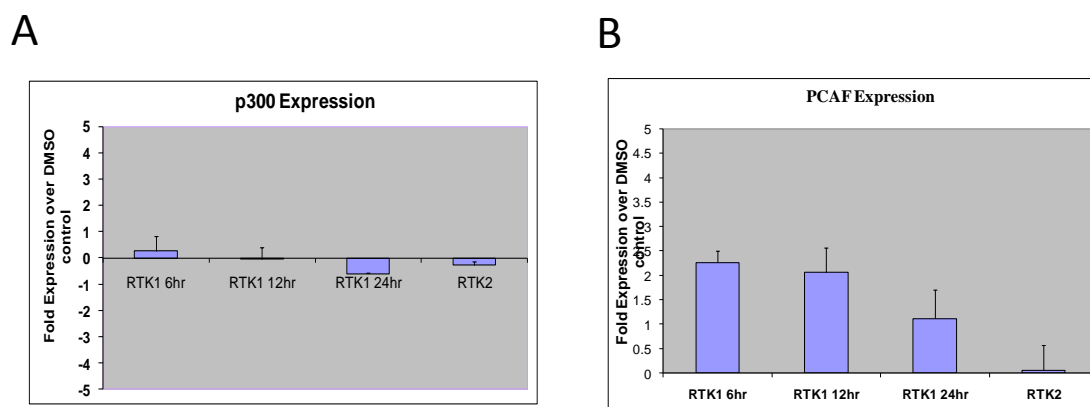 A
B
p300 Expression
Fold Expression over DMSO
control
5
4
3
2
1
0
-1
-2
-3
-4
-5
RTK1 6hr
RTK1 12hr
RTK1 24hr
RTK2
PCAF Expression
Fold Expression over DMSO
control
5
4.5
4
3.5
3
2.5
2
1.5
1
0.5
0
RTK1 6hr
RTK1 12hr
RTK1 24hr
RTK2